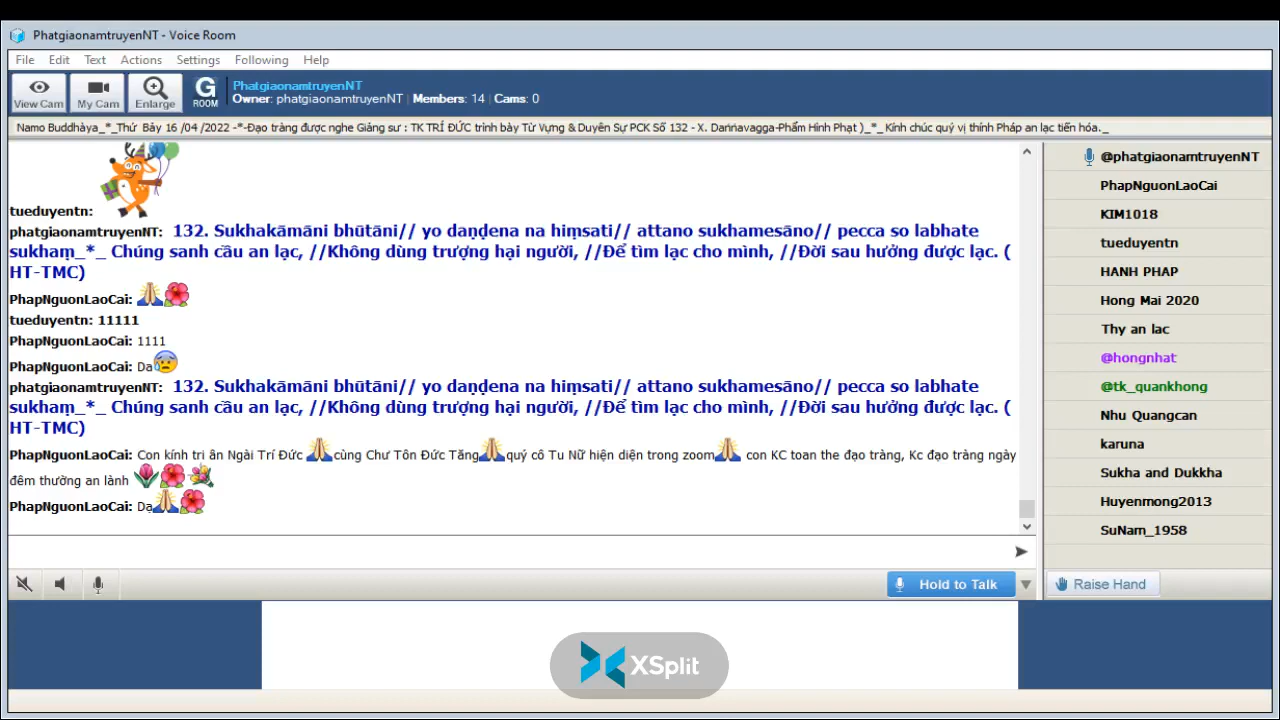 PhatgiaonamtruyenNT - Voice Room
File Edit Text Actions Settings Following Help
View Cam My Cam Enlarge G ROOM
PhatgiaonamtruyenNT
Owner: phatgiaonamtruyenNT | Members: 14 | Cams: 0
Namo Buddhàya_*_Thứ Bảy 16 /04 /2022 -*-Đạo tràng được nghe Giảng sư : TK TRÍ ĐỨC trình bày Từ Vựng & Duyên Sự PCK Số 132 - X. Daṇḍavagga-Phẩm Hình Phạt )_*_ Kính chúc quý vị thính Pháp an lạc tiến hóa._
tueduyentn:
phatgiaonamtruyenNT: 132. Sukhakāmāni bhūtāni// yo daṇḍena na hiṃsati// attano sukhamesāno// pecca so labhate
sukhaṃ_*_ Chúng sanh cầu an lạc, //Không dùng trượng hại người, //Để tìm lạc cho mình, //Đời sau hưởng được lạc. (
HT-TMC)
PhapNguonLaoCai:
tueduyentn: 11111
PhapNguonLaoCai: 1111
PhapNguonLaoCai: Da
phatgiaonamtruyenNT: 132. Sukhakāmāni bhūtāni// yo daṇḍena na hiṃsati// attano sukhamesāno// pecca so labhate
sukhaṃ_*_ Chúng sanh cầu an lạc, //Không dùng trượng hại người, //Để tìm lạc cho mình, //Đời sau hưởng được lạc. (
HT-TMC)
PhapNguonLaoCai: Con kính tri ân Ngài Trí Đức cùng Chư Tôn Đức Tăng quý cô Tu Nữ hiện diện trong zoom con KC toan the đạo tràng, Kc đạo tràng ngày
đêm thường an lành
PhapNguonLaoCai: Dạ
@phatgiaonamtruyenNT
PhapNguonLaoCai
KIM1018
tueduyentn
HANH PHAP
Hong Mai 2020
Thy an lac
@hongnhat
@tk_quankhong
Nhu Quangcan
karuna
Sukha and Dukkha
Huyenmong2013
SuNam_1958
Hold to Talk
Raise Hand
XSplit